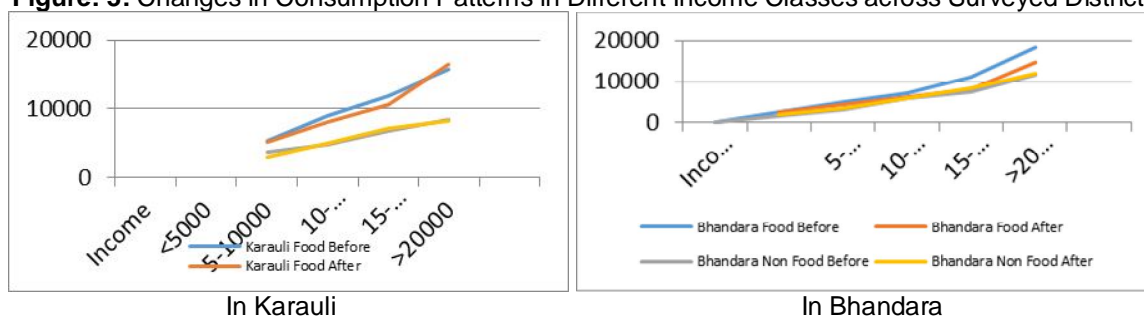 Figure: 5: Changes in Consumption Patterns in Different Income Classes across Surveyed District
20000
10000
0
Income
<5000
5-10000
10-...
15-...
>20000
Karauli Food Before
Karauli Food After
In Karauli
20000
10000
0
Inco...
5-...
10-...
15-...
>20...
Bhandara Food Before
Bhandara Food After
Bhandara Non Food Before
Bhandara Non Food After
In Bhandara